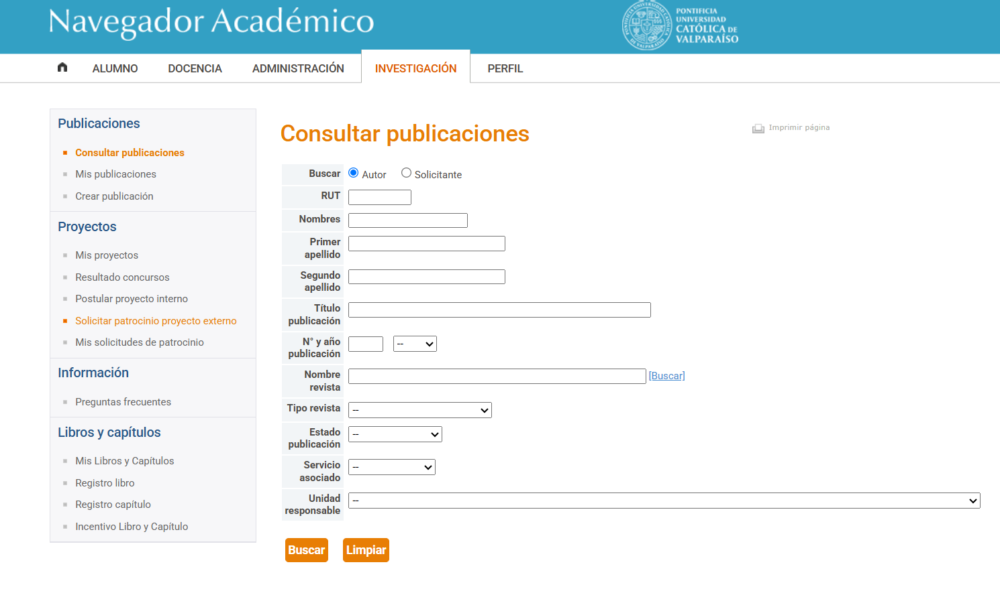 Navegador Académico
PONTIFICIA
UNIVERSIDAD
CATÓLICA DE
VALPARAÍSO
ALUMNO DOCENCIA ADMINISTRACIÓN INVESTIGACIÓN PERFIL
Publicaciones
Consultar publicaciones
Mis publicaciones
Crear publicación
Proyectos
Mis proyectos
Resultado concursos
Postular proyecto interno
Solicitar patrocinio proyecto externo
Mis solicitudes de patrocinio
Información
Preguntas frecuentes
Libros y capítulos
Mis Libros y Capítulos
Registro libro
Registro capítulo
Incentivo Libro y Capítulo
Consultar publicaciones
Imprimir página
Buscar Autor Solicitante
RUT
Nombres
Primer
apellido
Segundo
apellido
Título
publicación
N° y año
publicación --
Nombre
revista [Buscar]
Tipo revista --
Estado
publicación --
Servicio
asociado --
Unidad
responsable --
Buscar Limpiar